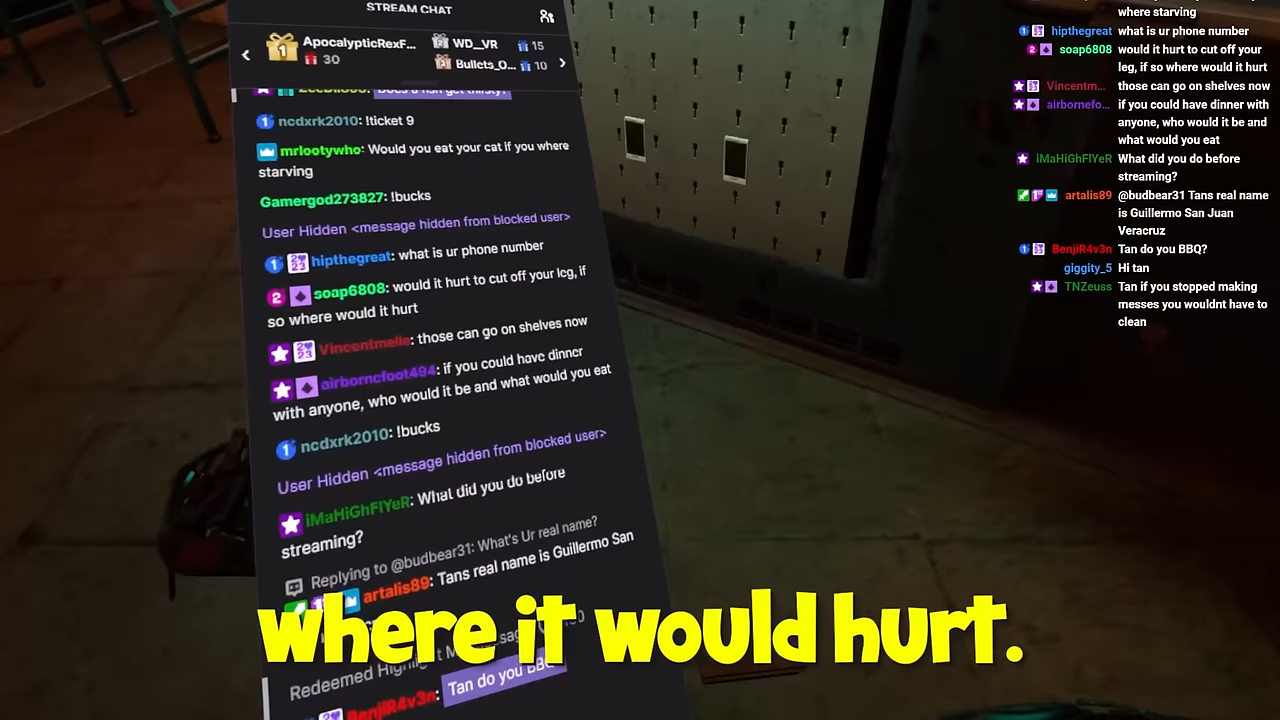 STREAM CHAT
ApocalypticRexF...
30
WD_VR
15
Bullets_O...
10
Does a fish get thirsty?
1 ncdxrk2010: !ticket 9
mrlootywho: Would you eat your cat if you where
starving
Gamergod273827: !bucks
User Hidden <message hidden from blocked user>
1 hipthegreat: what is ur phone number
2 soap6808: would it hurt to cut off your leg, if
so where would it hurt
Vincentmelle: those can go on shelves now
airbornefoot494: if you could have dinner
with anyone, who would it be and what would you eat
1 ncdxrk2010: !bucks
User Hidden <message hidden from blocked user>
iMaHiGhFlYeR: What did you do before
streaming?
Replying to @budbear31: What's Ur real name?
artalis89: Tans real name is Guillermo San
Redeemed
BenjiR4v3n: Tan do you BBQ
where it would hurt.
where starving
1 hipthegreat what is ur phone number
2 soap6808 would it hurt to cut off your
leg, if so where would it hurt
Vincentm... those can go on shelves now
airbornefo... if you could have dinner with
anyone, who would it be and
what would you eat
iMaHiGhFlYeR What did you do before
streaming?
artalis89 @budbear31 Tans real name
is Guillermo San Juan
Veracruz
1 BenjiR4v3n Tan do you BBQ?
giggity_5 Hi tan
TNZeuss Tan if you stopped making
messes you wouldnt have to
clean